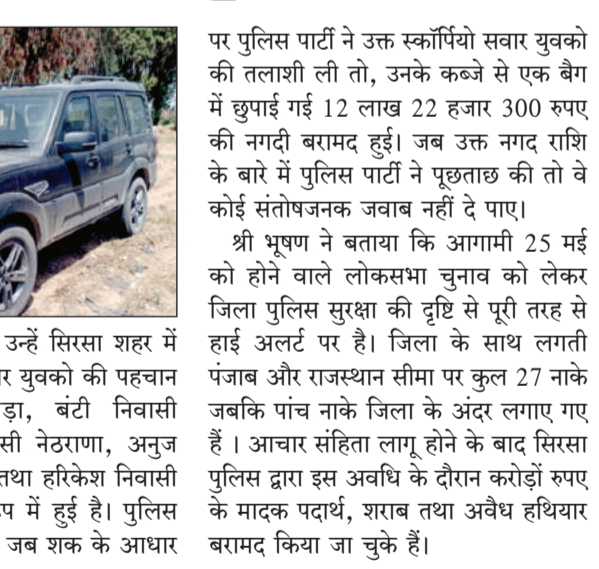 उन्हें सिरसा शहर में
युवको की पहचान
बंटी निवासी
नेठराणा, अनुज
तथा हरिकेश निवासी
में हुई है। पुलिस
जब शक के आधार
पर पुलिस पार्टी ने उक्त स्कॉर्पियो सवार युवको
की तलाशी ली तो, उनके कब्जे से एक बैग
में छुपाई गई 12 लाख 22 हजार 300 रुपए
की नगदी बरामद हुई। जब उक्त नगद राशि
के बारे में पुलिस पार्टी ने पूछताछ की तो वे
कोई संतोषजनक जवाब नहीं दे पाए।
श्री भूषण ने बताया कि आगामी 25 मई
को होने वाले लोकसभा चुनाव को लेकर
जिला पुलिस सुरक्षा की दृष्टि से पूरी तरह से
हाई अलर्ट पर है। जिला के साथ लगती
पंजाब और राजस्थान सीमा पर कुल 27 नाके
जबकि पांच नाके जिला के अंदर लगाए गए
हैं । आचार संहिता लागू होने के बाद सिरसा
पुलिस द्वारा इस अवधि के दौरान करोड़ों रुपए
के मादक पदार्थ, शराब तथा अवैध हथियार
बरामद किया जा चुके हैं।